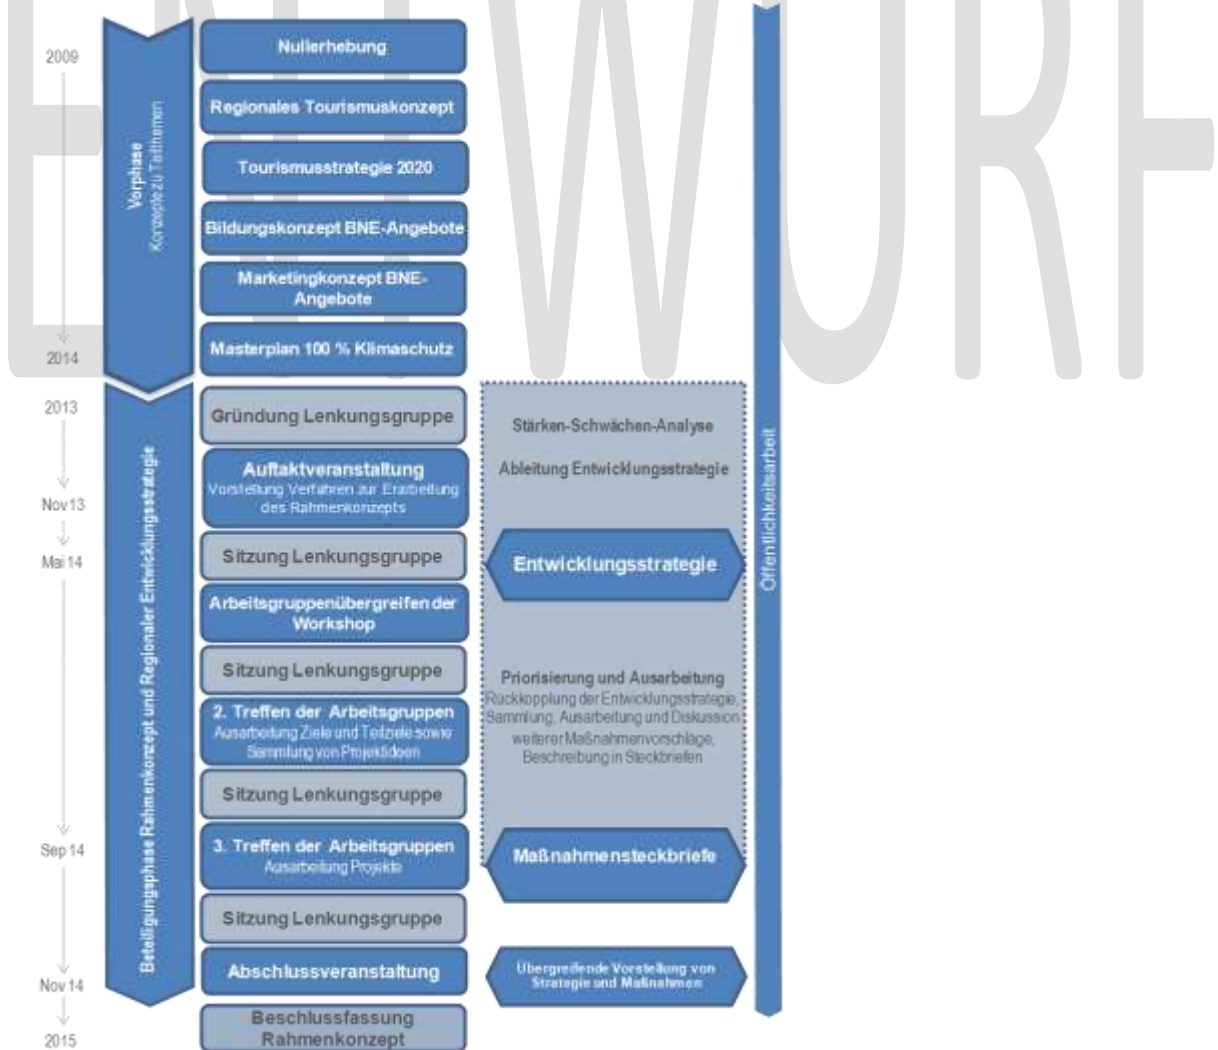 ENTWURF
2009
2014
2013
Nov 13
Mai 14
Sep 14
Nov 14
2015
Vorphase
Konzepte zu Teilthemen
Beteiligungsphase Rahmenkonzept und Regionaler Entwicklungsstrategie
Nullerhebung
Regionales Tourismuskonzept
Tourismusstrategie 2020
Bildungskonzept BNE-Angebote
Marketingkonzept BNE-
Angebote
Masterplan 100 % Klimaschutz
Gründung Lenkungsgruppe
Auftaktveranstaltung
Vorstellung Verfahren zur Erarbeitung
des Rahmenkonzepts
Sitzung Lenkungsgruppe
Arbeitsgruppenübergreifen der
Workshop
Sitzung Lenkungsgruppe
2. Treffen der Arbeitsgruppen
Ausarbeitung Ziele und Teilziele sowie
Sammlung von Projektideen
Sitzung Lenkungsgruppe
3. Treffen der Arbeitsgruppen
Ausarbeitung Projekte
Sitzung Lenkungsgruppe
Abschlussveranstaltung
Beschlussfassung
Rahmenkonzept
Stärken-Schwächen-Analyse
Ableitung Entwicklungsstrategie
Entwicklungsstrategie
Priorisierung und Ausarbeitung
Rückkopplung der Entwicklungsstrategie,
Sammlung, Ausarbeitung und Diskussion
weiterer Maßnahmenvorschläge,
Beschreibung in Steckbriefen
Maßnahmensteckbriefe
Übergreifende Vorstellung von
Strategie und Maßnahmen
Öffentlichkeitsarbeit